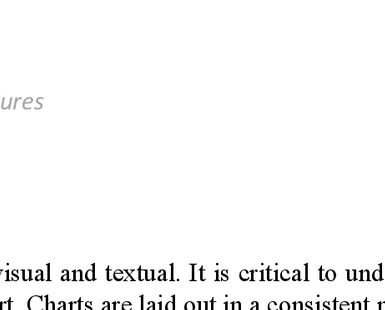 ures
visual and textual. It is critical to und
rt. Charts are laid out in a consistent